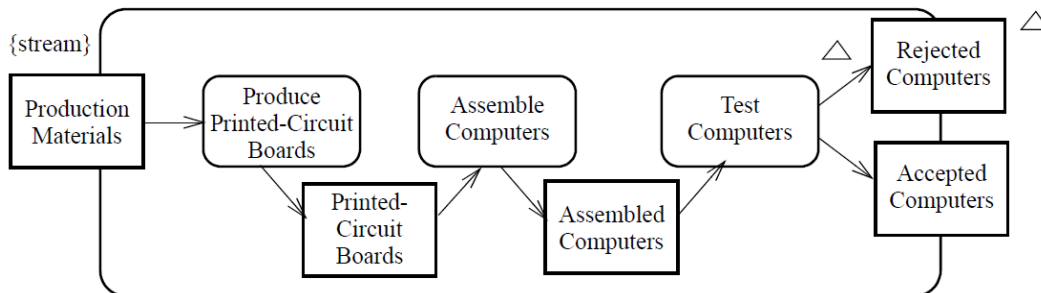 {stream}
Production
Materials
Produce
Printed-Circuit
Boards
Printed-
Circuit
Boards
Assemble
Computers
Assembled
Computers
Test
Computers
Rejected
Computers
Accepted
Computers